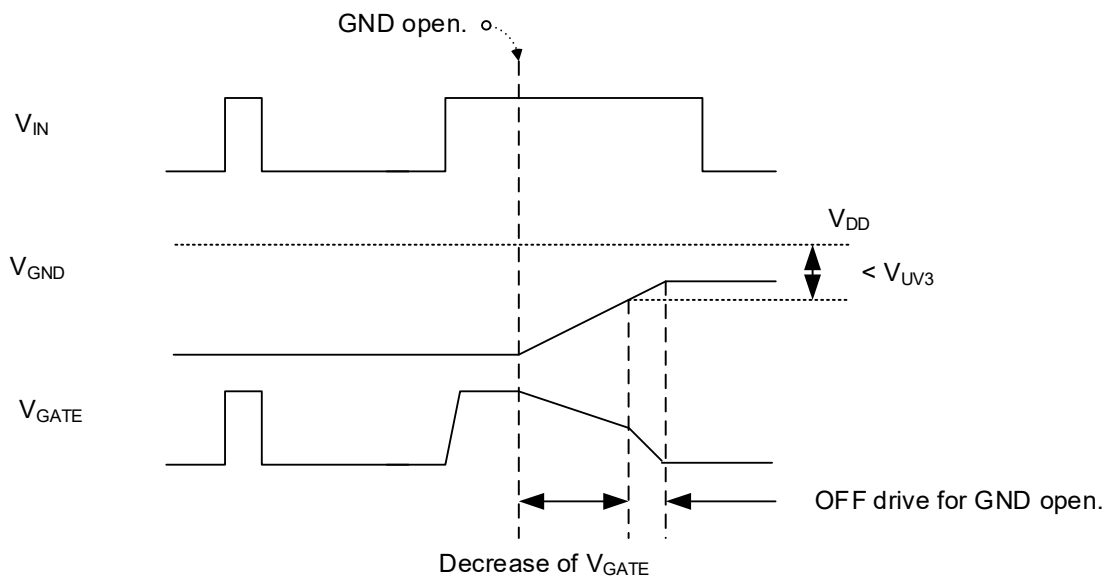 GND open.
VIN
VDD
VGND
< VUV3
VGATE
OFF drive for GND open.
Decrease of VGATE